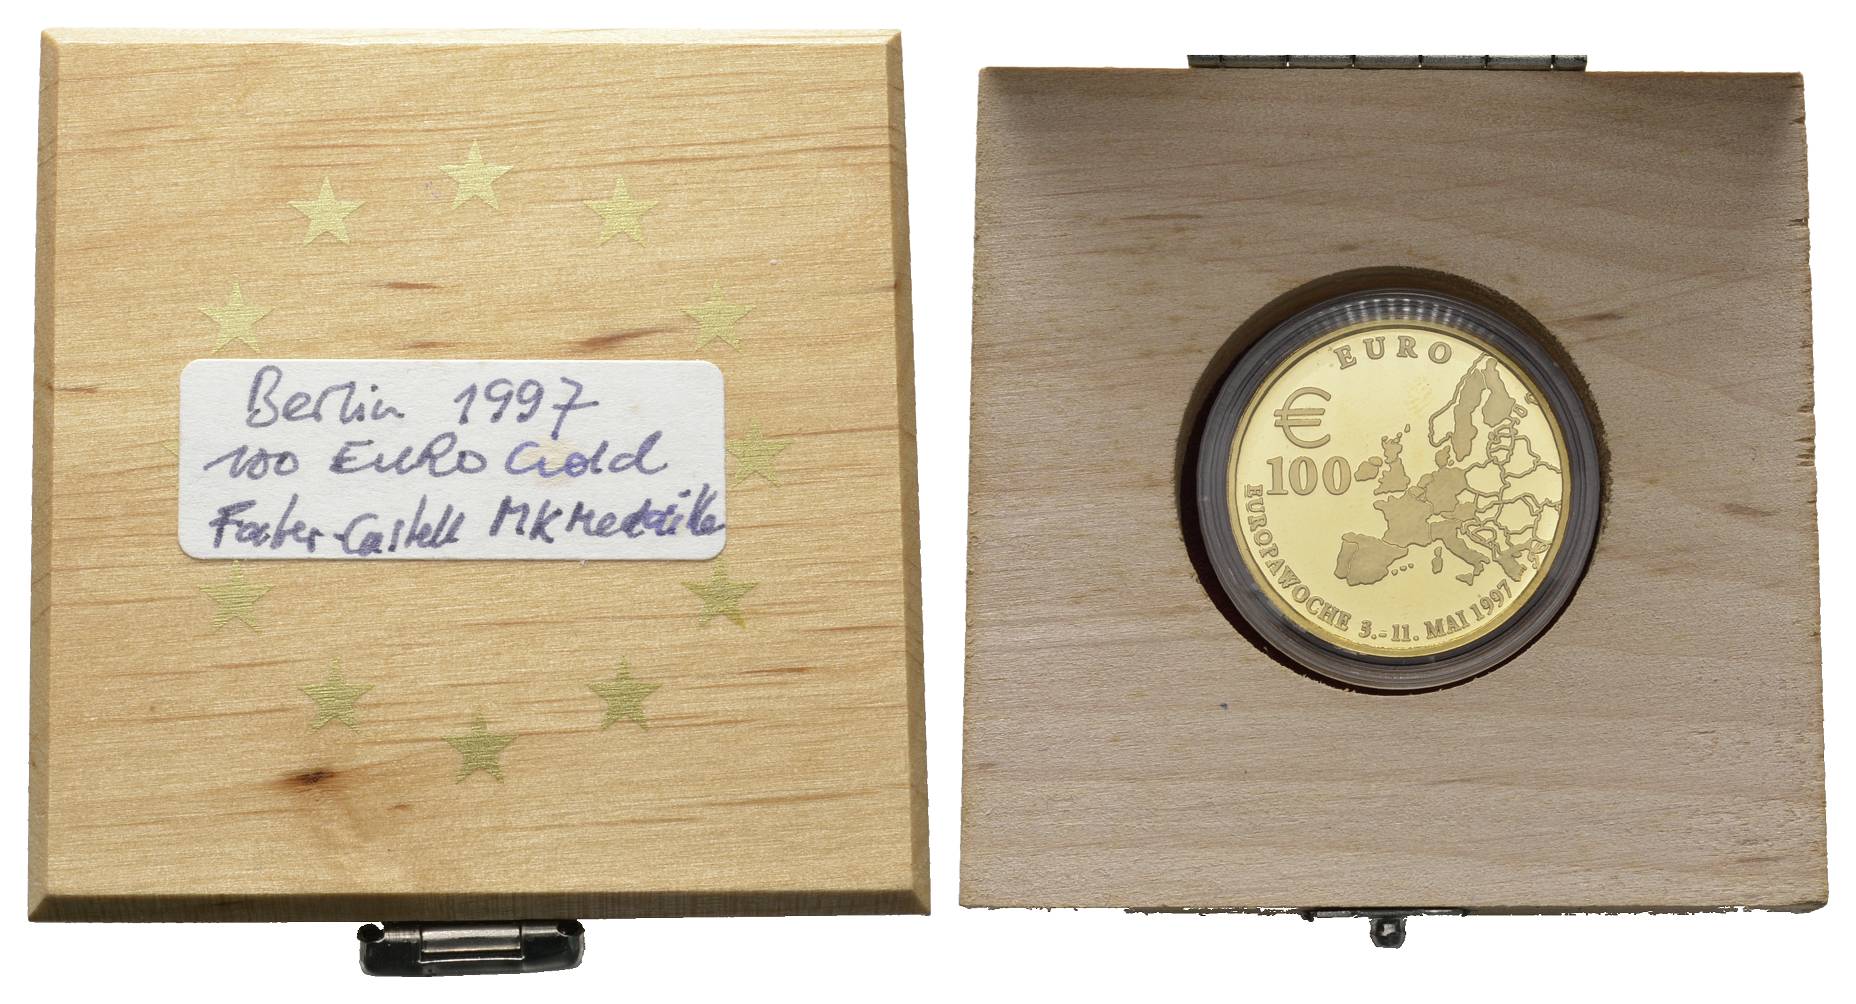 Berlin 1997
100 EURO Gold
Faber-Castell MK Medaille
EURO
€
100
EUROPAWOCHE 3.-11. MAI 1997